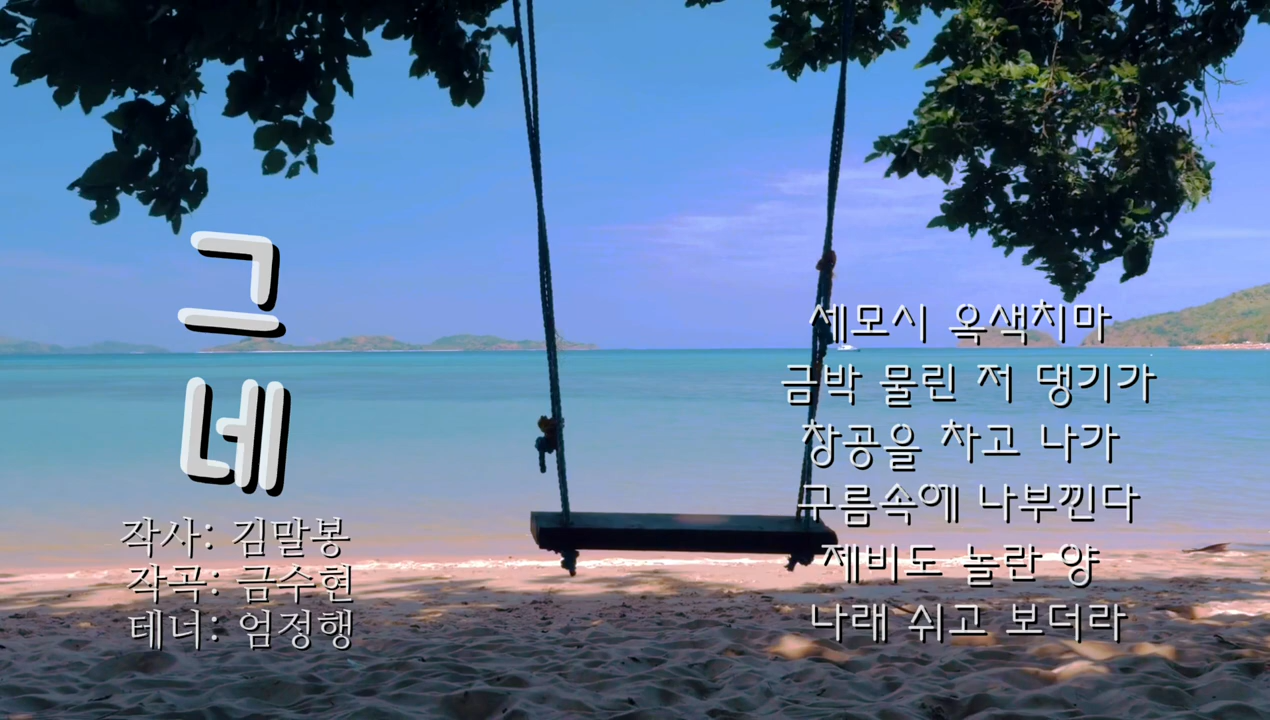 그
네
작사: 김말봉
작곡: 금수현
테너: 엄정행
세모시 옥색치마
금박 물린 저 댕기가
창공을 차고 나가
구름속에 나부낀다
제비도 놀란 양
나래 쉬고 보더라